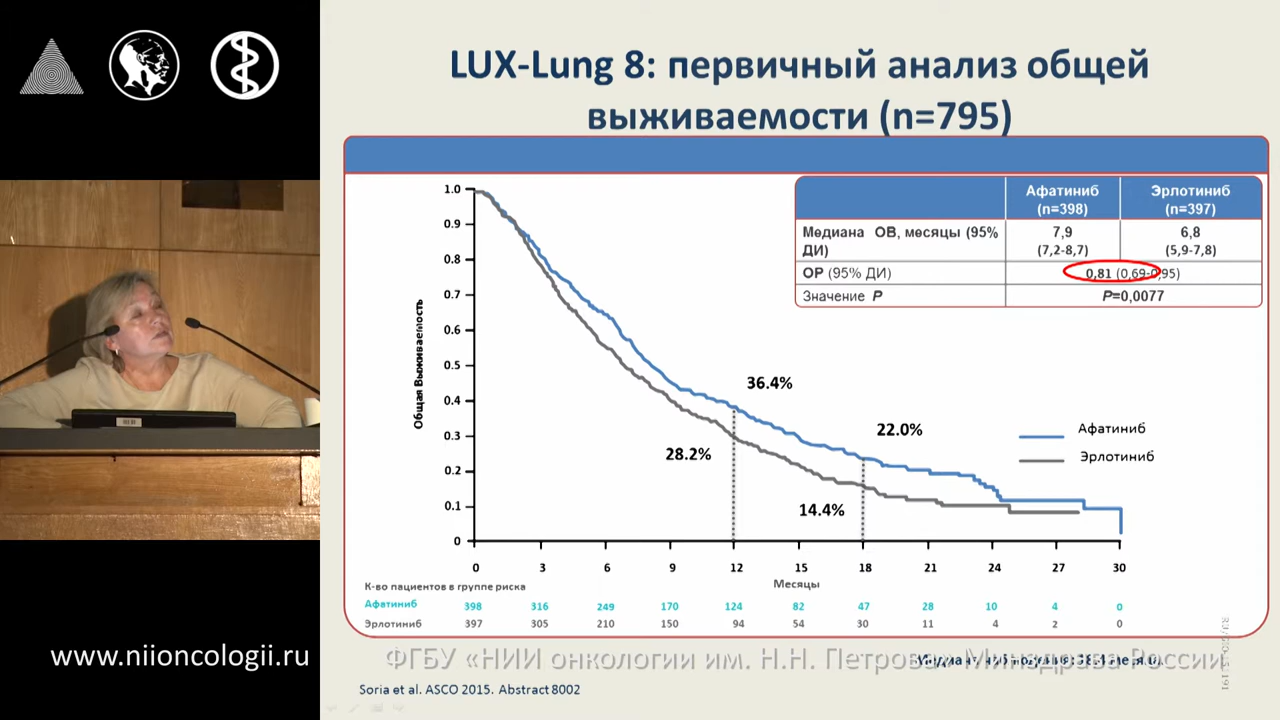 LUX-Lung 8: первичный анализ общей
выживаемости (n=795)
Афатиниб
(n=398)
Эрлотиниб
(n=397)
Медиана ОВ, месяцы (95%
ДИ)
7,9
(7,2-8,7)
6,8
(5,9-7,8)
ОР (95% ДИ)
0,81 (0,69-0,95)
Значение P
P=0,0077
Общая Выживаемость
1.0
0.9
0.8
0.7
0.6
0.5
0.4
0.3
0.2
0.1
0
36.4%
28.2%
22.0%
14.4%
Афатиниб
Эрлотиниб
0 3 6 9 12 15 18 21 24 27 30
Месяцы
К-во пациентов в группе риска
Афатиниб 398 316 249 170 124 82 47 28 10 4 0
Эрлотиниб 397 305 210 150 94 54 30 11 4 2 0
www.niioncologii.ru
ФГБУ «НИИ онкологии им. Н.Н. Петрова» Минздрава России
Soria et al. ASCO 2015. Abstract 8002